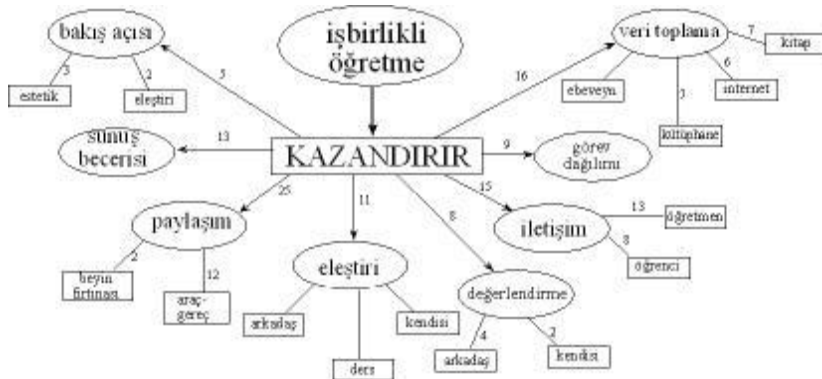 işbirlikli
öğretme
bakış açısı
3
2
estetik
eleştiri
5
16
veri toplama
7
kitap
6
internet
3
ebeveyn
kütüphane
sunuş
becerisi
13
KAZANDIRIR
9
görev
dağılımı
25
11
8
15
paylaşım
2
12
beyin
fırtınası
araç-
gereç
eleştiri
arkadaş
ders
kendisi
iletişim
13
öğretmen
8
öğrenci
değerlendirme
4
2
arkadaş
kendisi